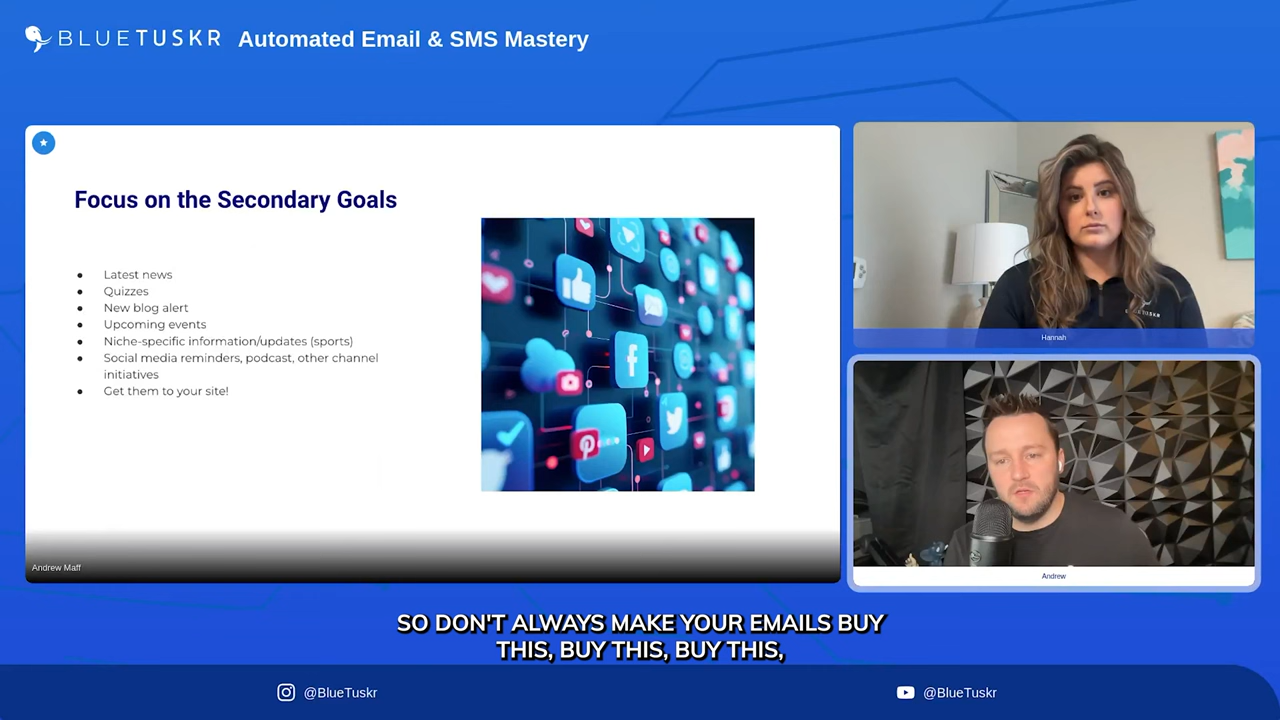 BLUETUSKR Automated Email & SMS Mastery
Focus on the Secondary Goals
● Latest news
● Quizzes
● New blog alert
● Upcoming events
● Niche-specific information/updates (sports)
● Social media reminders, podcast, other channel
initiatives
● Get them to your site!
Andrew Maff
BLUETUSKR
Hannah
Andrew
SO DON'T ALWAYS MAKE YOUR EMAILS BUY
THIS, BUY THIS, BUY THIS,
@BlueTuskr
@BlueTuskr